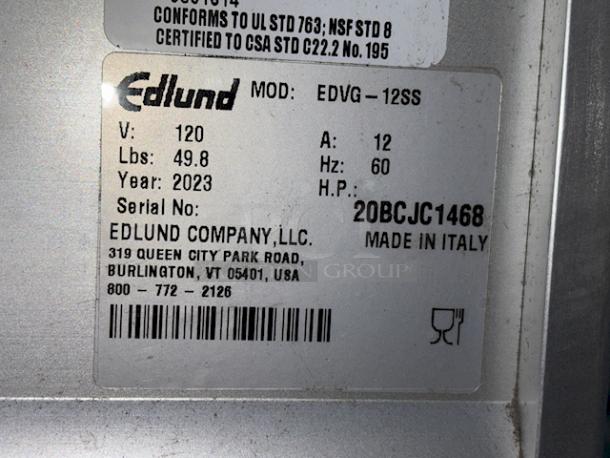 CONFORMS TO UL STD 763; NSF STD 8
CERTIFIED TO CSA STD C22.2 No. 195
Edlund MOD: EDVG – 12SS
V: 120 A: 12
Lbs: 49.8 Hz: 60
Year: 2023 H.P.:
Serial No: 20BCJC1468
EDLUND COMPANY, LLC. MADE IN ITALY
319 QUEEN CITY PARK ROAD,
BURLINGTON, VT 05401, USA
800 – 772 – 2126
GROUP